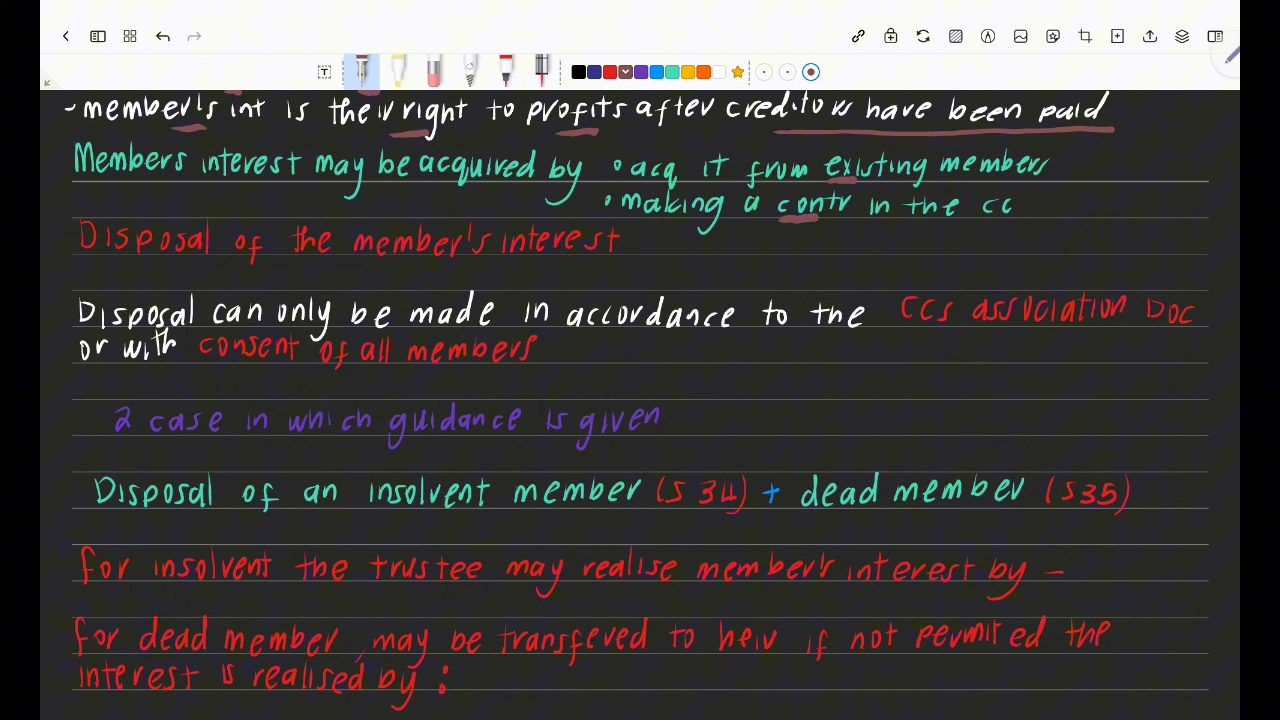 - member's int is their right to profits after creditors have been paid
Members interest may be acquired by • acq it from existing members
• making a contr in the cc
Disposal of the member's interest
Disposal can only be made in accordance to the CCs association Doc
or with consent of all members
2 case in which guidance is given
Disposal of an insolvent member (s 34) + dead member (s35)
for insolvent the trustee may realise member's interest by -
for dead member, may be transfered to heir if not permited the
interest is realised by :